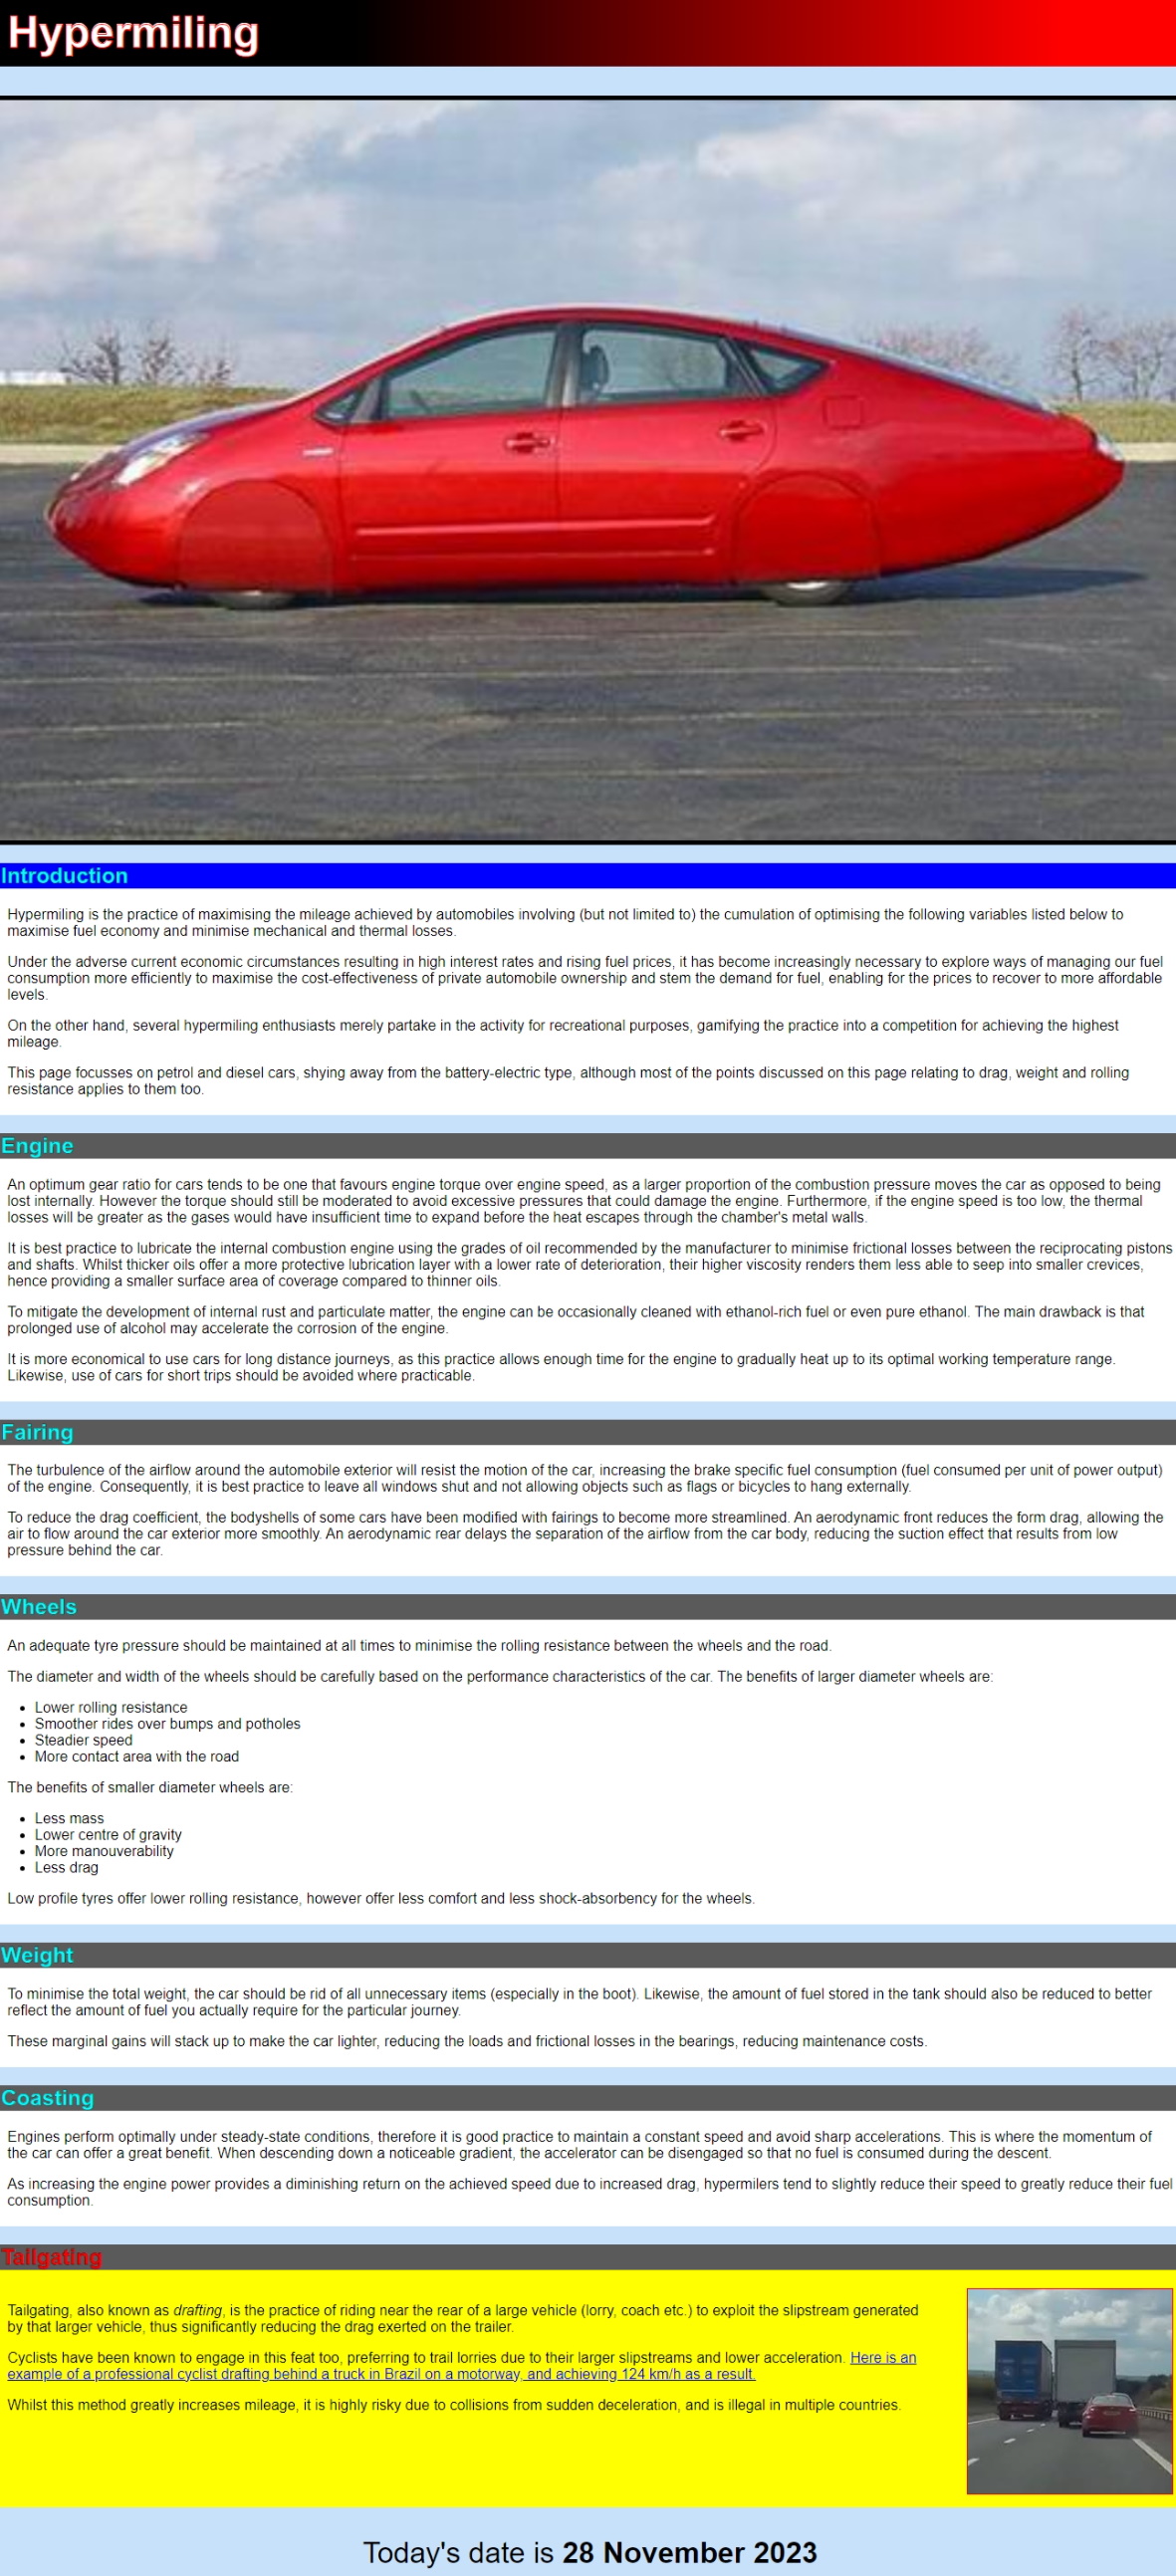 Hypermiling
Introduction
Hypermiling is the practice of maximising the mileage achieved by automobiles involving (but not limited to) the cumulation of optimising the following variables listed below to
maximise fuel economy and minimise mechanical and thermal losses.
Under the adverse current economic circumstances resulting in high interest rates and rising fuel prices, it has become increasingly necessary to explore ways of managing our fuel
consumption more efficiently to maximise the cost-effectiveness of private automobile ownership and stem the demand for fuel, enabling for the prices to recover to more affordable
levels.
On the other hand, several hypermiling enthusiasts merely partake in the activity for recreational purposes, gamifying the practice into a competition for achieving the highest
mileage.
This page focusses on petrol and diesel cars, shying away from the battery-electric type, although most of the points discussed on this page relating to drag, weight and rolling
resistance applies to them too.
Engine
An optimum gear ratio for cars tends to be one that favours engine torque over engine speed, as a larger proportion of the combustion pressure moves the car as opposed to being
lost internally. However the torque should still be moderated to avoid excessive pressures that could damage the engine. Furthermore, if the engine speed is too low, the thermal
losses will be greater as the gases would have insufficient time to expand before the heat escapes through the chamber's metal walls.
It is best practice to lubricate the internal combustion engine using the grades of oil recommended by the manufacturer to minimise frictional losses between the reciprocating pistons
and shafts. Whilst thicker oils offer a more protective lubrication layer with a lower rate of deterioration, their higher viscosity renders them less able to seep into smaller crevices,
hence providing a smaller surface area of coverage compared to thinner oils.
To mitigate the development of internal rust and particulate matter, the engine can be occasionally cleaned with ethanol-rich fuel or even pure ethanol. The main drawback is that
prolonged use of alcohol may accelerate the corrosion of the engine.
It is more economical to use cars for long distance journeys, as this practice allows enough time for the engine to gradually heat up to its optimal working temperature range.
Likewise, use of cars for short trips should be avoided where practicable.
Fairing
The turbulence of the airflow around the automobile exterior will resist the motion of the car, increasing the brake specific fuel consumption (fuel consumed per unit of power output)
of the engine. Consequently, it is best practice to leave all windows shut and not allowing objects such as flags or bicycles to hang externally.
To reduce the drag coefficient, the bodyshells of some cars have been modified with fairings to become more streamlined. An aerodynamic front reduces the form drag, allowing the
air to flow around the car exterior more smoothly. An aerodynamic rear delays the separation of the airflow from the car body, reducing the suction effect that results from low
pressure behind the car.
Wheels
An adequate tyre pressure should be maintained at all times to minimise the rolling resistance between the wheels and the road.
The diameter and width of the wheels should be carefully based on the performance characteristics of the car. The benefits of larger diameter wheels are:
• Lower rolling resistance
• Smoother rides over bumps and potholes
• Steadier speed
• More contact area with the road
The benefits of smaller diameter wheels are:
• Less mass
• Lower centre of gravity
• More manouverability
• Less drag
Low profile tyres offer lower rolling resistance, however offer less comfort and less shock-absorbency for the wheels.
Weight
To minimise the total weight, the car should be rid of all unnecessary items (especially in the boot). Likewise, the amount of fuel stored in the tank should also be reduced to better
reflect the amount of fuel you actually require for the particular journey.
These marginal gains will stack up to make the car lighter, reducing the loads and frictional losses in the bearings, reducing maintenance costs.
Coasting
Engines perform optimally under steady-state conditions, therefore it is good practice to maintain a constant speed and avoid sharp accelerations. This is where the momentum of
the car can offer a great benefit. When descending down a noticeable gradient, the accelerator can be disengaged so that no fuel is consumed during the descent.
As increasing the engine power provides a diminishing return on the achieved speed due to increased drag, hypermilers tend to slightly reduce their speed to greatly reduce their fuel
consumption.
Tailgating
Tailgating, also known as drafting, is the practice of riding near the rear of a large vehicle (lorry, coach etc.) to exploit the slipstream generated
by that larger vehicle, thus significantly reducing the drag exerted on the trailer.
Cyclists have been known to engage in this feat too, preferring to trail lorries due to their larger slipstreams and lower acceleration. Here is an
example of a professional cyclist drafting behind a truck in Brazil on a motorway, and achieving 124 km/h as a result.
Whilst this method greatly increases mileage, it is highly risky due to collisions from sudden deceleration, and is illegal in multiple countries.
Today's date is 28 November 2023